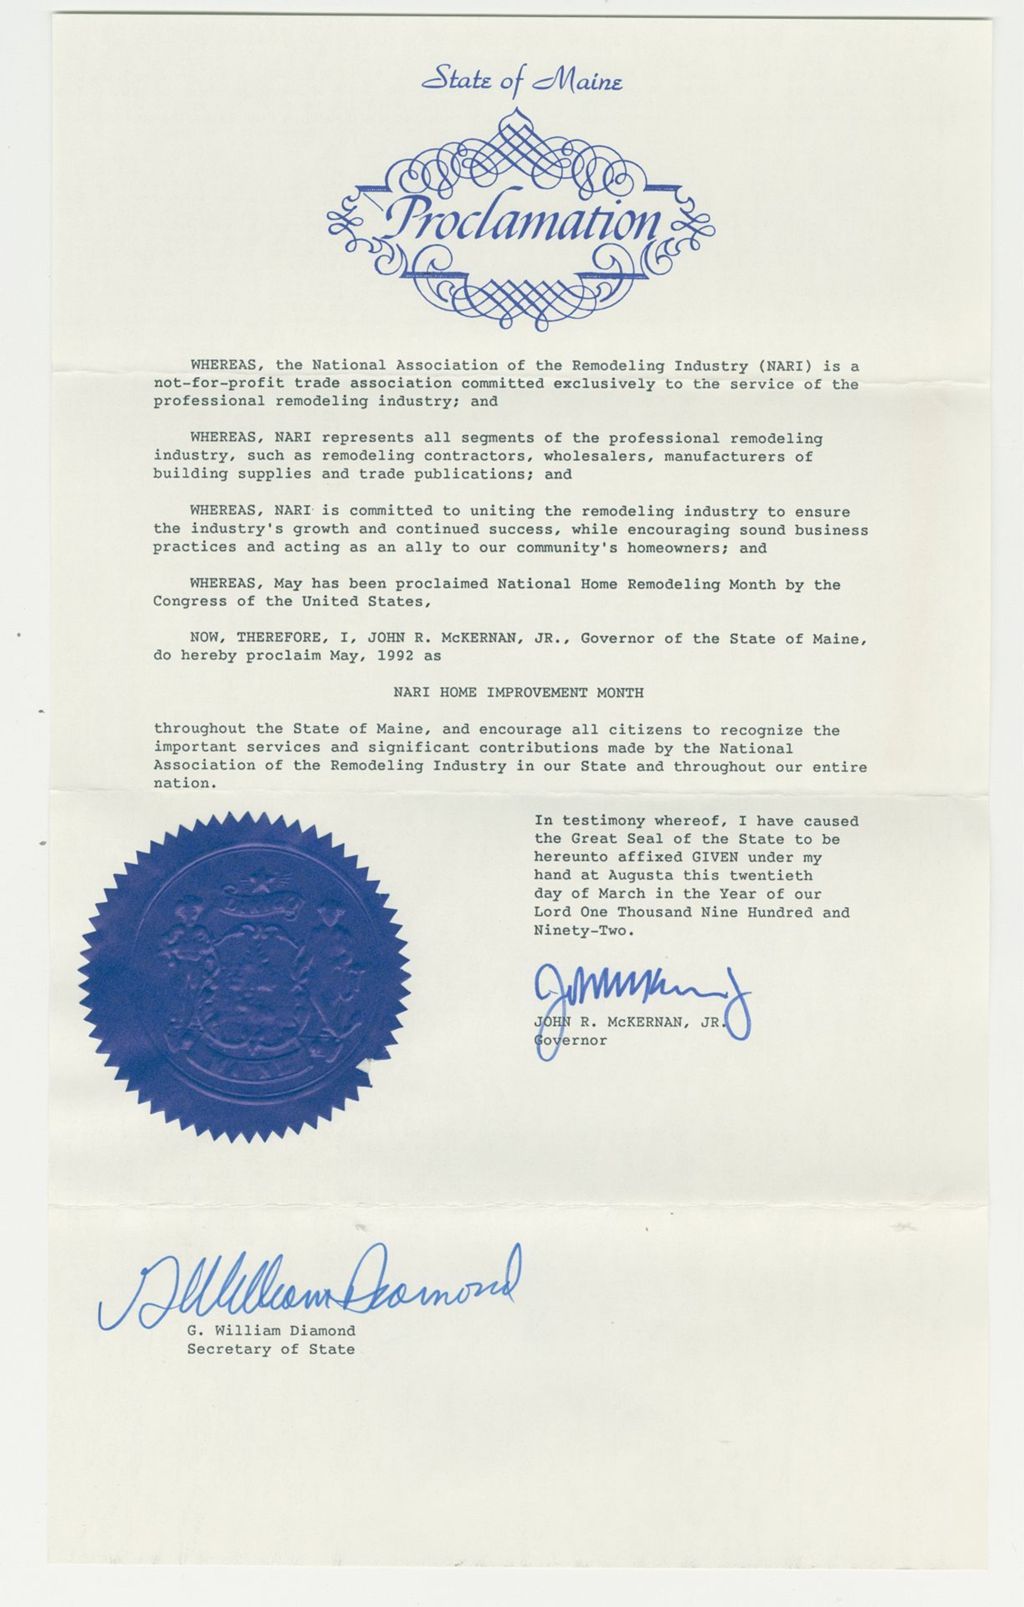 State of Maine
Proclamation
WHEREAS, the National Association of the Remodeling Industry (NARI) is a
not-for-profit trade association committed exclusively to the service of the
professional remodeling industry; and
WHEREAS, NARI represents all segments of the professional remodeling
industry, such as remodeling contractors, wholesalers, manufacturers of
building supplies and trade publications; and
WHEREAS, NARI is committed to uniting the remodeling industry to ensure
the industry's growth and continued success, while encouraging sound business
practices and acting as an ally to our community's homeowners; and
WHEREAS, May has been proclaimed National Home Remodeling Month by the
Congress of the United States,
NOW, THEREFORE, I, JOHN R. McKERNAN, JR., Governor of the State of Maine,
do hereby proclaim May, 1992 as
NARI HOME IMPROVEMENT MONTH
throughout the State of Maine, and encourage all citizens to recognize the
important services and significant contributions made by the National
Association of the Remodeling Industry in our State and throughout our entire
nation.
In testimony whereof, I have caused
the Great Seal of the State to be
hereunto affixed GIVEN under my
hand at Augusta this twentieth
day of March in the Year of our
Lord One Thousand Nine Hundred and
Ninety-Two.
JOHN R. McKERNAN, JR.
Governor
G William Diamond
G. William Diamond
Secretary of State